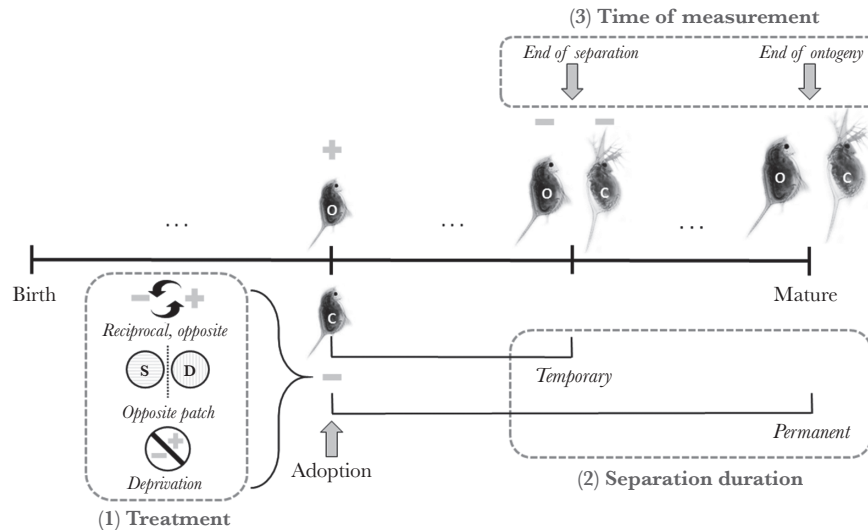 (3) Time of measurement
End of separation
End of ontogeny
− −
+
O
O
C
O
C
...
...
...
Birth
Mature
− +
Reciprocal, opposite
C
S
D
−
Temporary
Opposite patch
− +
Permanent
Deprivation
Adoption
(2) Separation duration
(1) Treatment